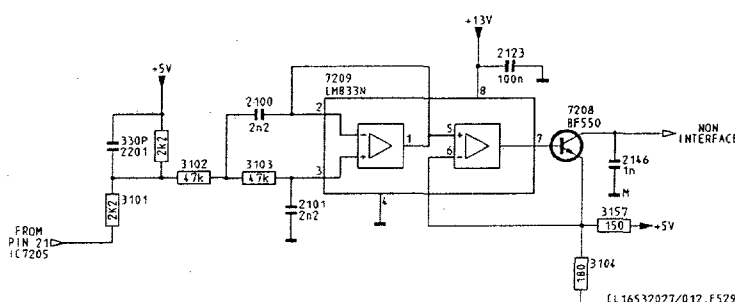 +13V
2123
100n
+5V
7209
LM833N
8
7208
BF550
2100
2n2
2
5
7
NON
INTERFACE
330P
2201
2k2
1
6
2146
1n
3102
47k
3103
47k
3
M
3101
2K2
2101
2n2
4
3157
150
+5V
FROM
PIN 21
IC7205
3104
180
CL16532027/012.F529